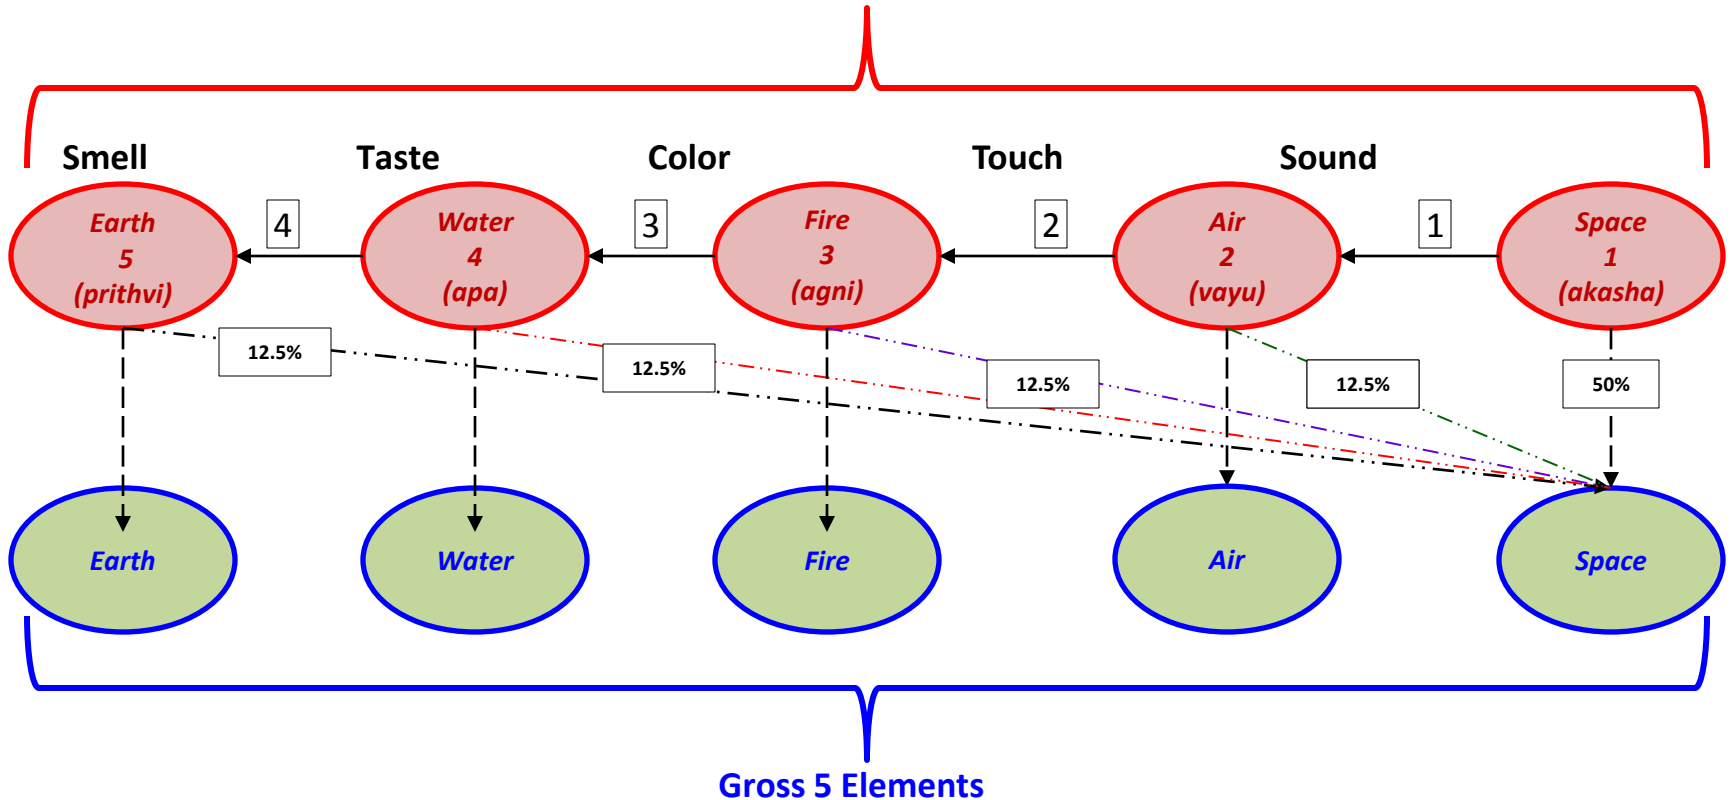 Smell Taste Color Touch Sound
Earth
5
(prithvi)
4
Water
4
(apa)
3
Fire
3
(agni)
2
Air
2
(vayu)
1
Space
1
(akasha)
12.5% 12.5% 12.5% 12.5% 50%
Earth Water Fire Air Space
Gross 5 Elements